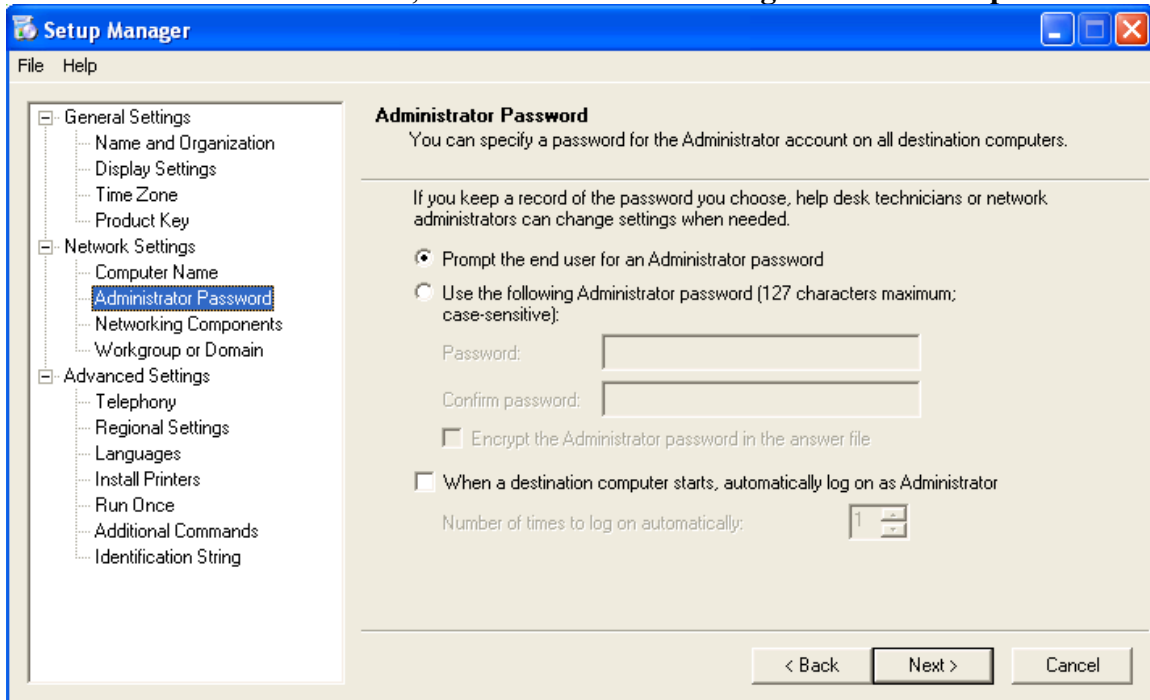 Setup Manager
File Help
General Settings
Name and Organization
Display Settings
Time Zone
Product Key
Network Settings
Computer Name
Administrator Password
Networking Components
Workgroup or Domain
Advanced Settings
Telephony
Regional Settings
Languages
Install Printers
Run Once
Additional Commands
Identification String
Administrator Password
You can specify a password for the Administrator account on all destination computers.
If you keep a record of the password you choose, help desk technicians or network
administrators can change settings when needed.
Prompt the end user for an Administrator password
Use the following Administrator password (127 characters maximum;
case-sensitive):
Password:
Confirm password:
Encrypt the Administrator password in the answer file
When a destination computer starts, automatically log on as Administrator
Number of times to log on automatically:
1
< Back
Next >
Cancel